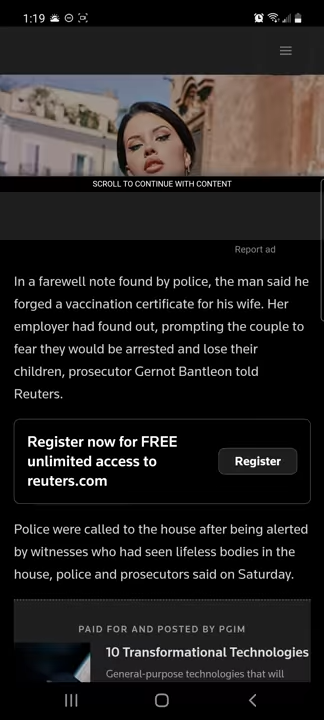 1:19
SCROLL TO CONTINUE WITH CONTENT
Report ad
In a farewell note found by police, the man said he
forged a vaccination certificate for his wife. Her
employer had found out, prompting the couple to
fear they would be arrested and lose their
children, prosecutor Gernot Bantleon told
Reuters.
Register now for FREE
unlimited access to
reuters.com
Register
Police were called to the house after being alerted
by witnesses who had seen lifeless bodies in the
house, police and prosecutors said on Saturday.
PAID FOR AND POSTED BY PGIM
10 Transformational Technologies
General-purpose technologies that will